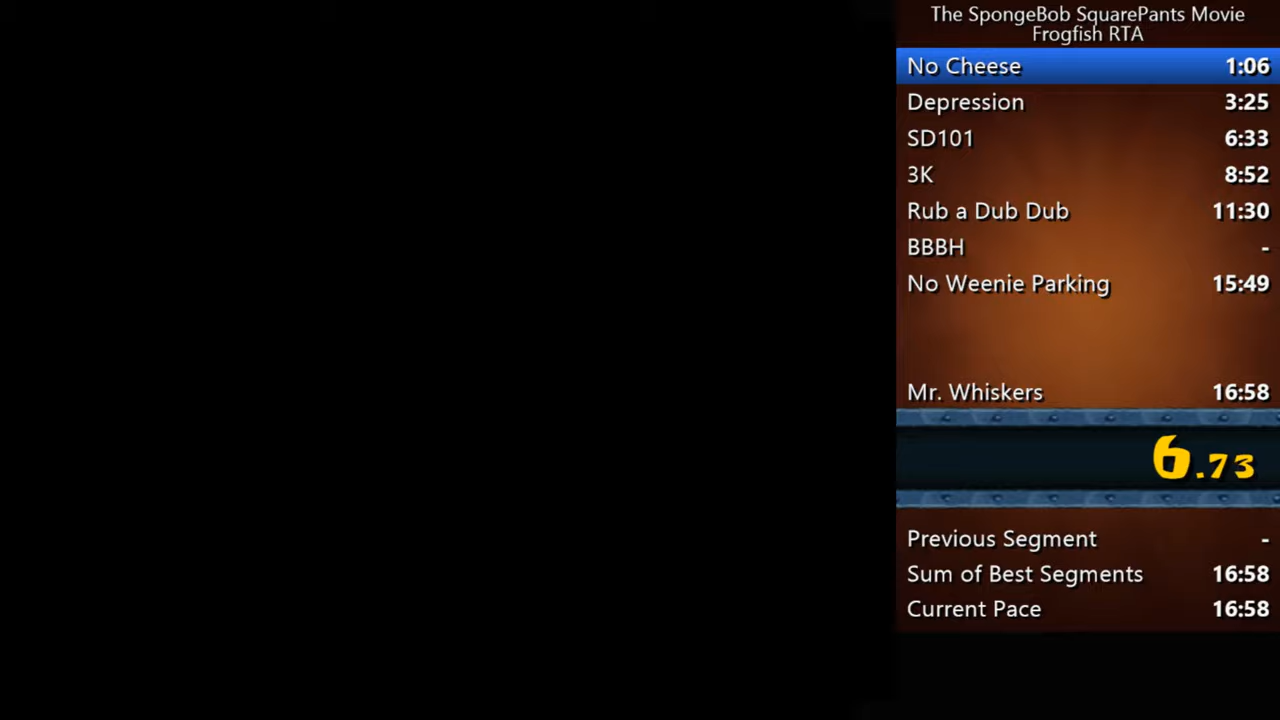 The SpongeBob SquarePants Movie
Frogfish RTA
No Cheese 1:06
Depression 3:25
SD101 6:33
3K 8:52
Rub a Dub Dub 11:30
BBBH -
No Weenie Parking 15:49
Mr. Whiskers 16:58
6.73
Previous Segment -
Sum of Best Segments 16:58
Current Pace 16:58